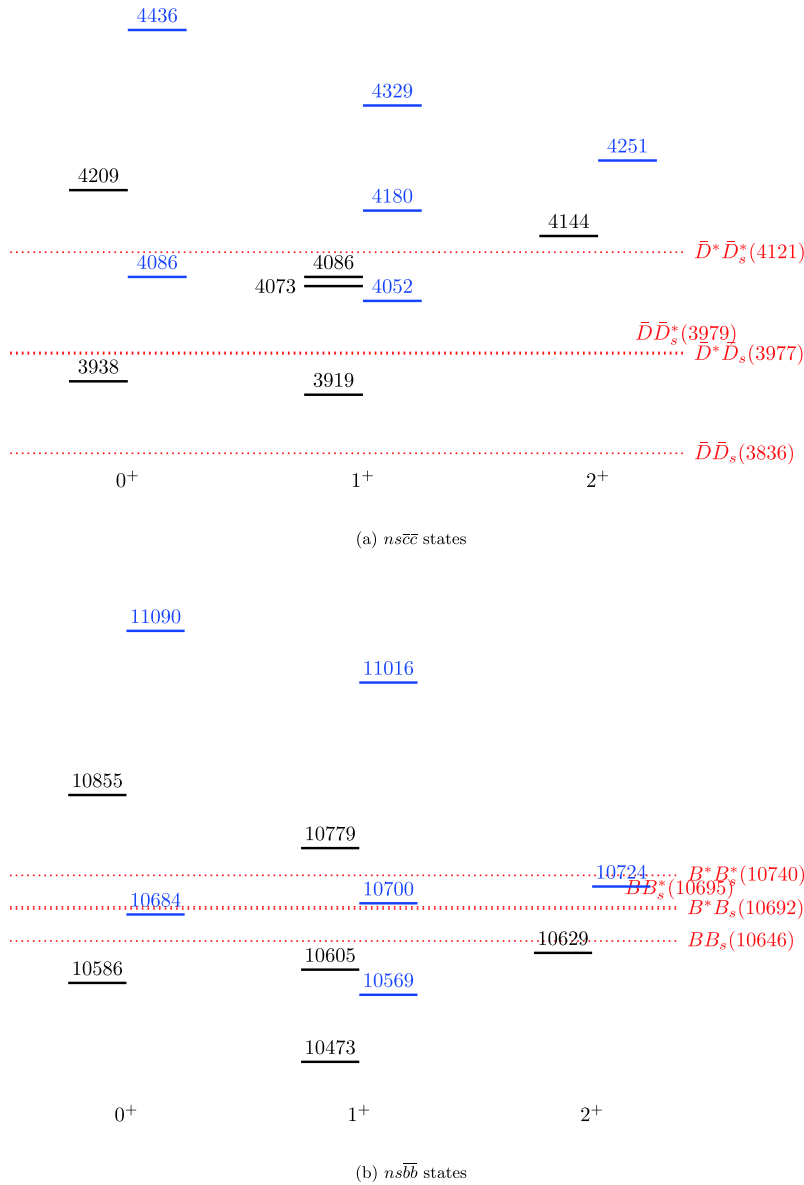 4436
4329
4251
4209
4180
4144
D̄*D̄*ₛ(4121)
4086 4086
4073 4052
D̄D̄*ₛ(3979)
D̄*D̄ₛ(3977)
3938
3919
D̄D̄ₛ(3836)
0⁺ 1⁺ 2⁺
(a) nsc̅c̅ states
11090
11016
10855
10779
10724
B*B*ₛ(10740)
BB*ₛ(10695)
10684 10700
B*Bₛ(10692)
BBₛ(10646)
10629
10586 10605
10569
10473
0⁺ 1⁺ 2⁺
(b) nsb̅b̅ states